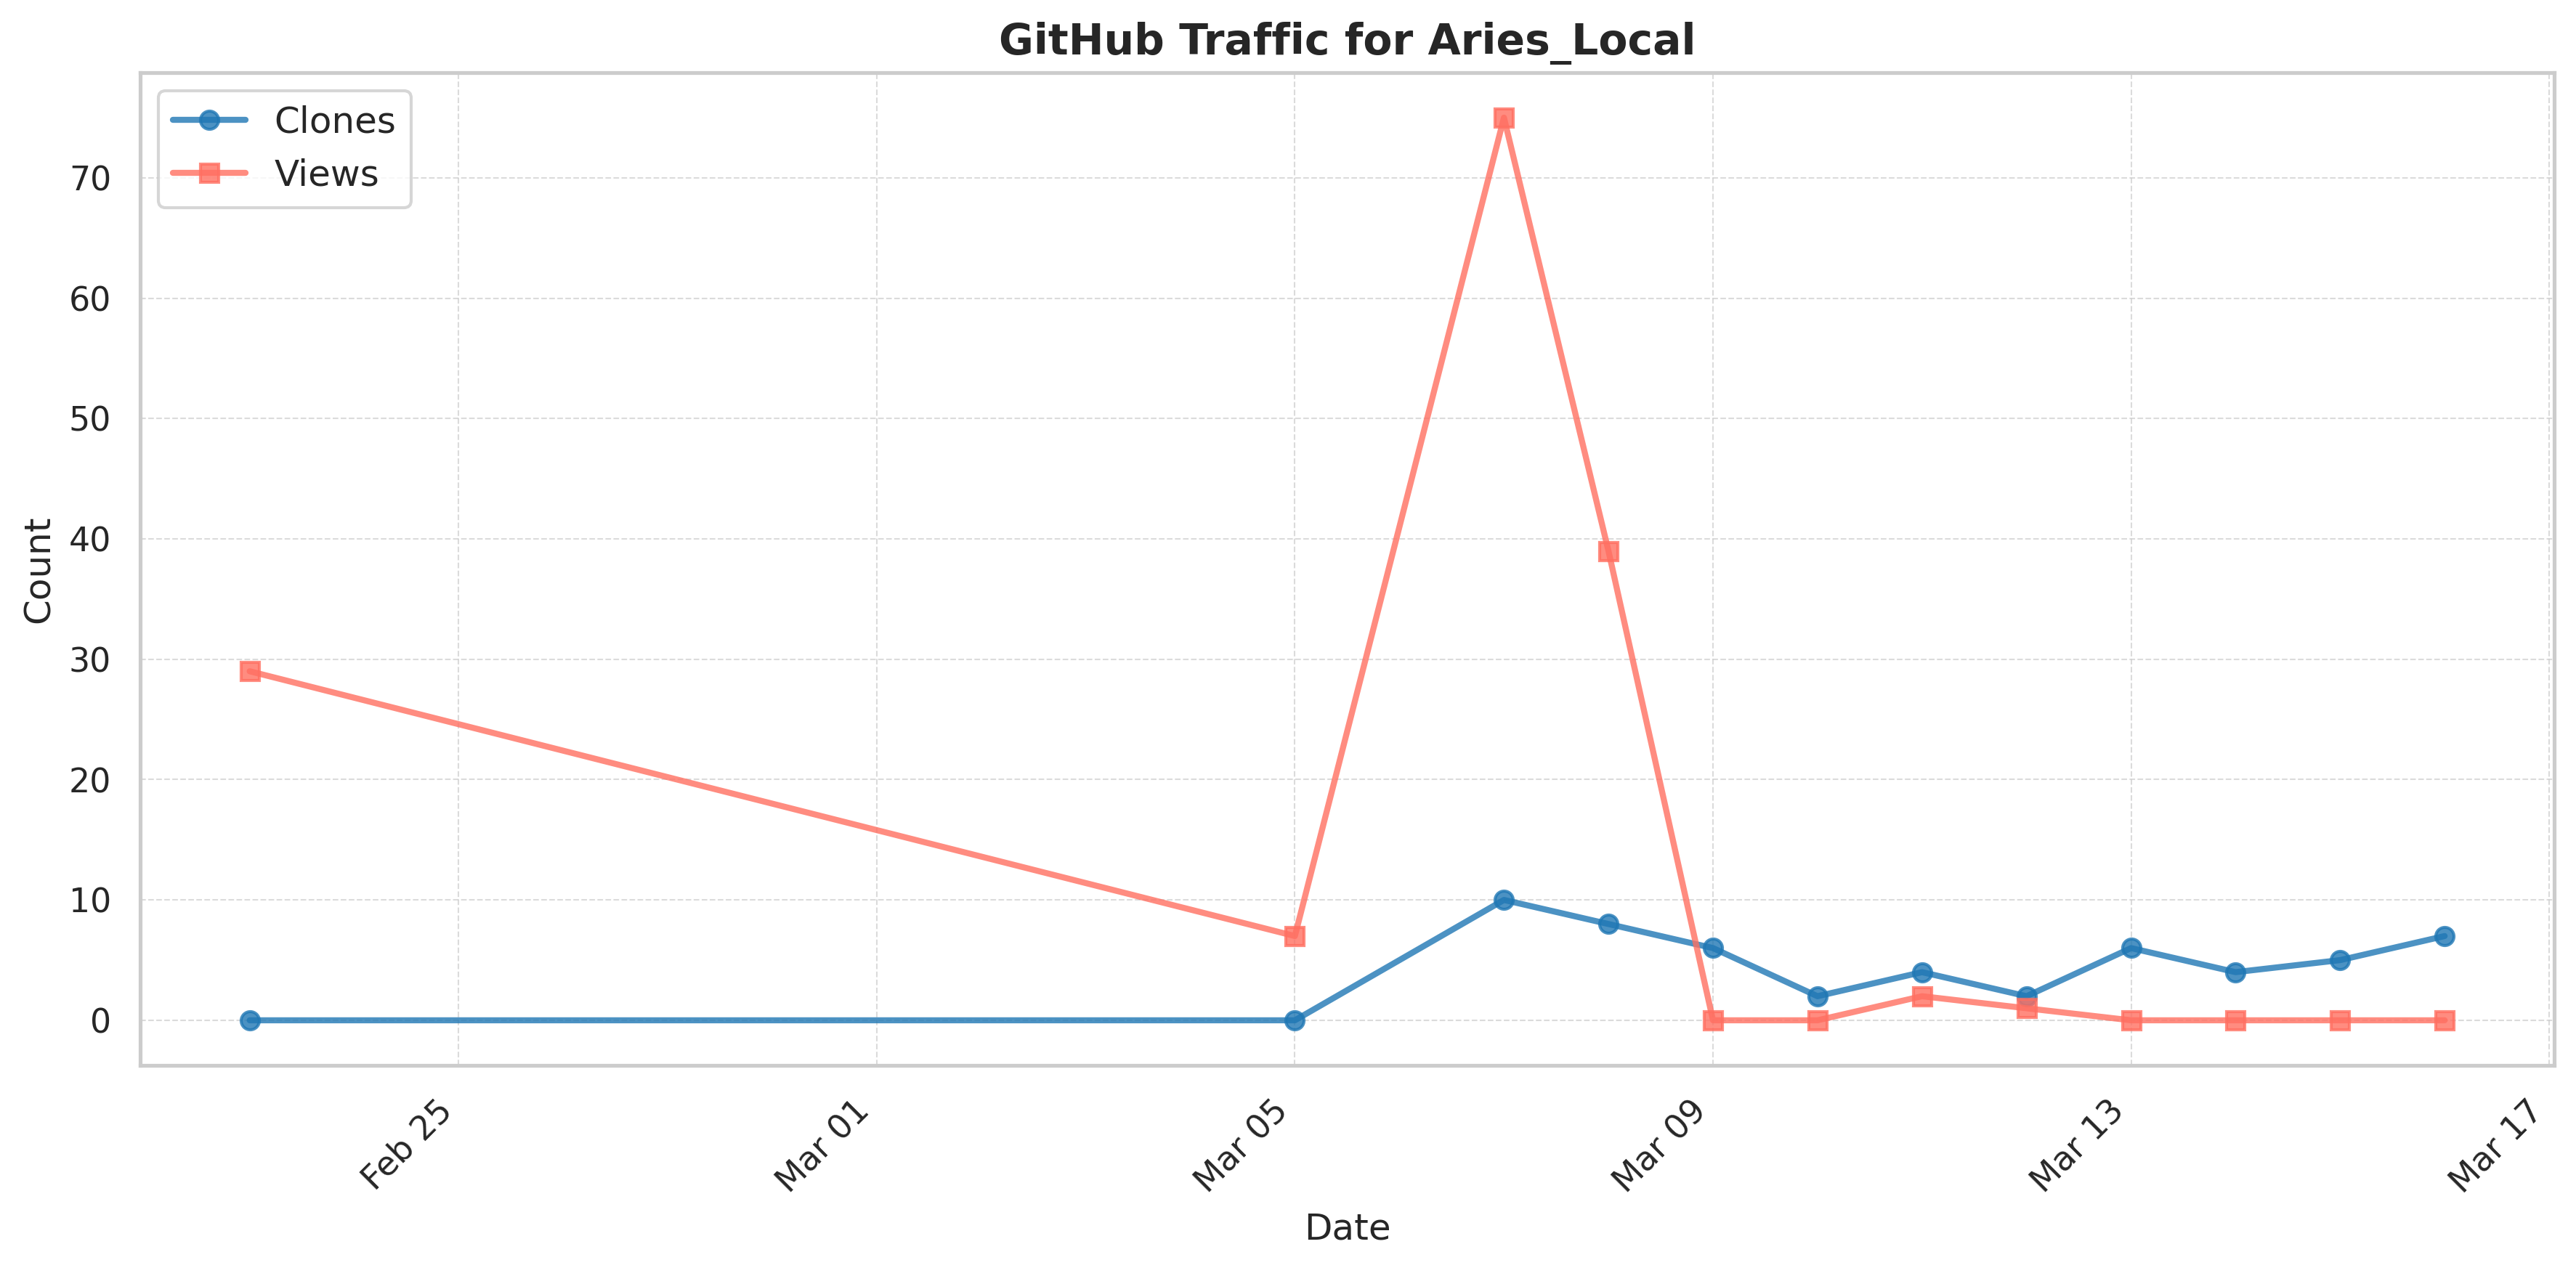 GitHub Traffic for Aries_Local
Clones
Views
70
60
50
40
30
20
10
0
Count
Feb 25
Mar 01
Mar 05
Mar 09
Mar 13
Mar 17
Date